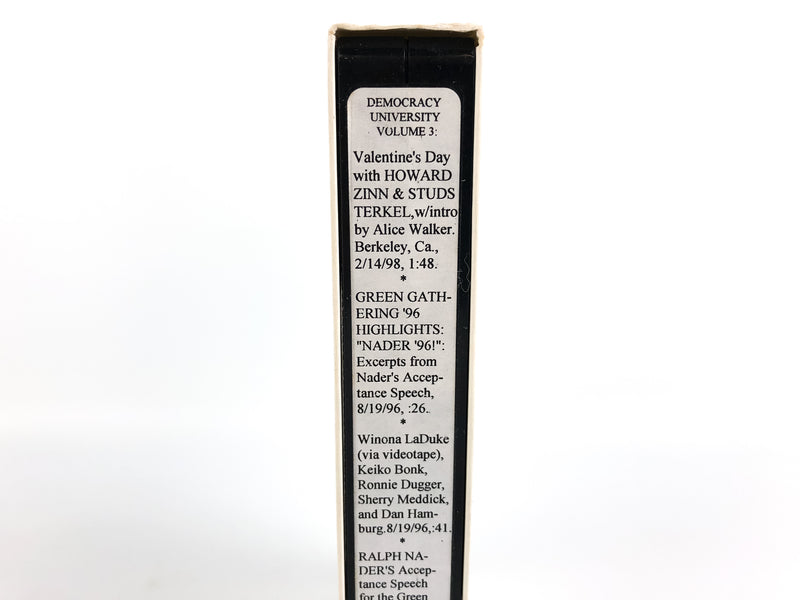 DEMOCRACY
UNIVERSITY
VOLUME 3:
Valentine's Day
with HOWARD
ZINN & STUDS
TERKEL,w/intro
by Alice Walker.
Berkeley, Ca.,
2/14/98, 1:48.
*
GREEN GATH-
ERING '96
HIGHLIGHTS:
"NADER '96!":
Excerpts from
Nader's Accep-
tance Speech,
8/19/96, :26.
*
Winona LaDuke
(via videotape),
Keiko Bonk,
Ronnie Dugger,
Sherry Meddick,
and Dan Ham-
burg.8/19/96,:41.
*
RALPH NA-
DER'S Accep-
tance Speech
for the Green